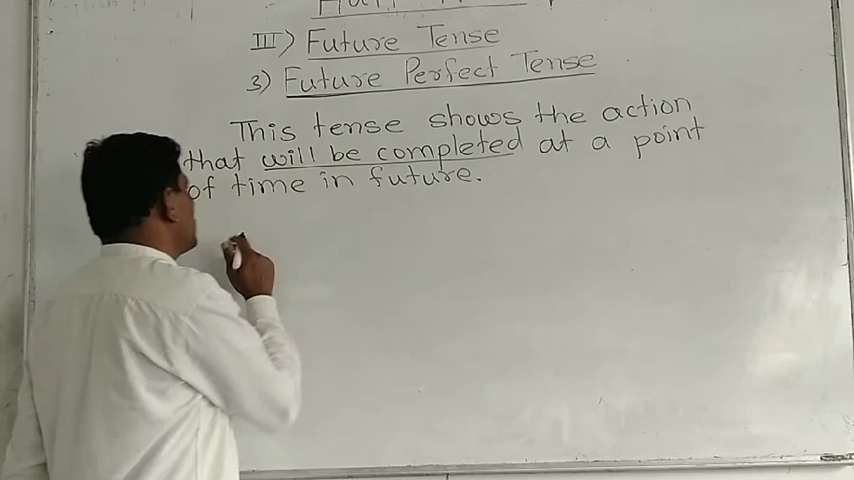 III) Future Tense
3) Future Perfect Tense
This tense shows the action
that will be completed at a point
of time in future.